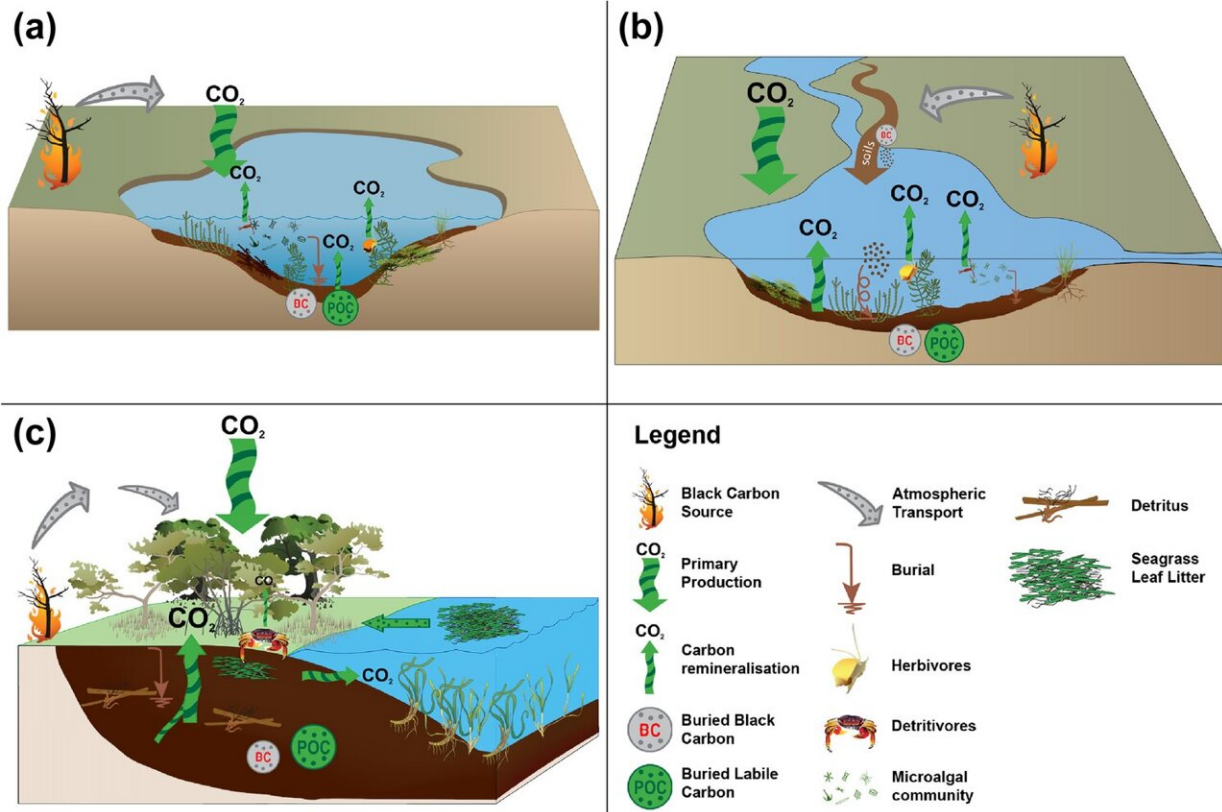 (a)
CO2
CO2
CO2
CO2
BC
POC
(b)
CO2
BC
soils
CO2
CO2
CO2
BC
POC
(c)
CO2
CO2
CO2
CO2
BC
POC
Legend
Black Carbon
Source
Atmospheric
Transport
Detritus
CO2
Primary
Production
Burial
Seagrass
Leaf Litter
CO2
Carbon
remineralisation
Herbivores
BC
Buried Black
Carbon
Detritivores
POC
Buried Labile
Carbon
Microalgal
community